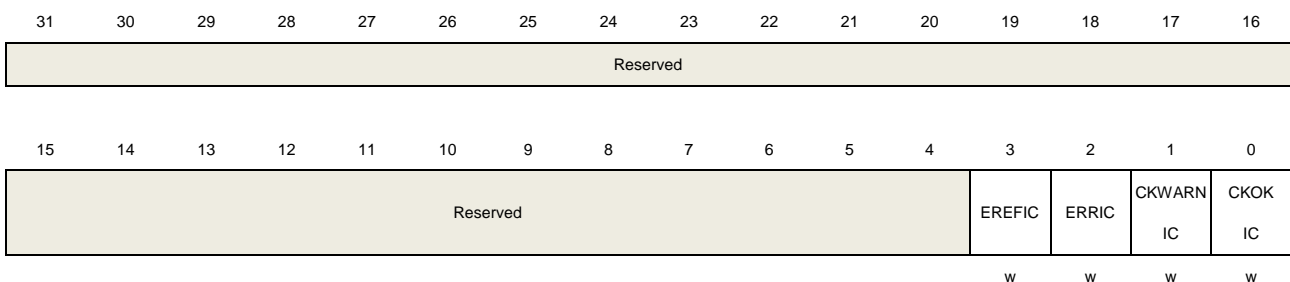 31 30 29 28 27 26 25 24 23 22 21 20 19 18 17 16
Reserved
15 14 13 12 11 10 9 8 7 6 5 4 3 2 1 0
Reserved EREFIC ERRIC CKWARN IC CKOK IC
w w w w